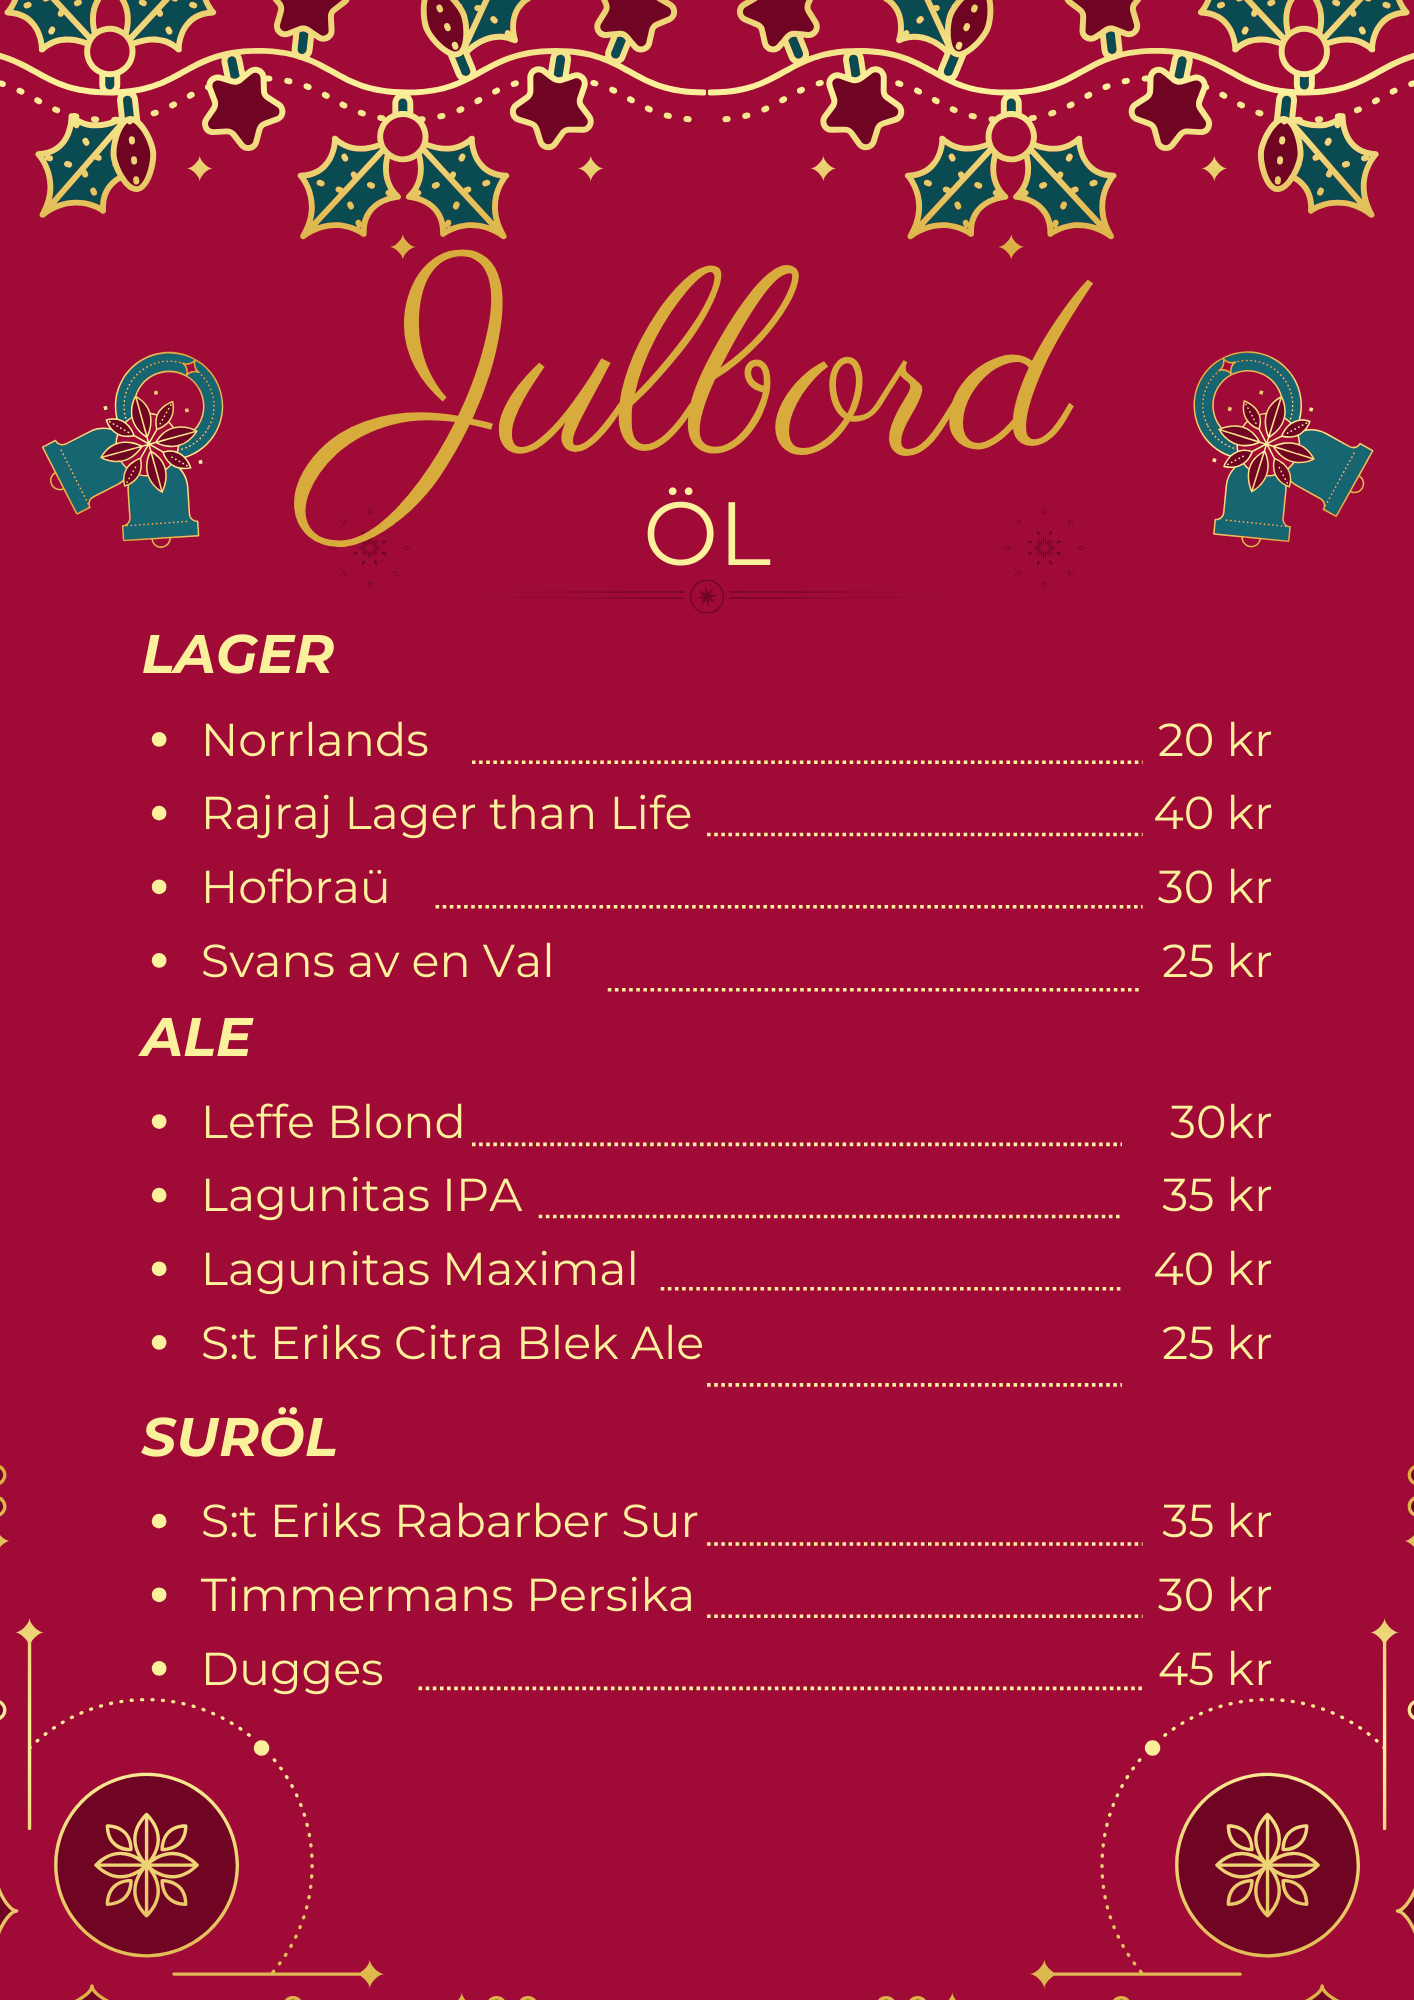 Julbord
ÖL
LAGER
• Norrlands 20 kr
• Rajraj Lager than Life 40 kr
• Hofbraü 30 kr
• Svans av en Val 25 kr
ALE
• Leffe Blond 30kr
• Lagunitas IPA 35 kr
• Lagunitas Maximal 40 kr
• S:t Eriks Citra Blek Ale 25 kr
SURÖL
• S:t Eriks Rabarber Sur 35 kr
• Timmermans Persika 30 kr
• Dugges 45 kr